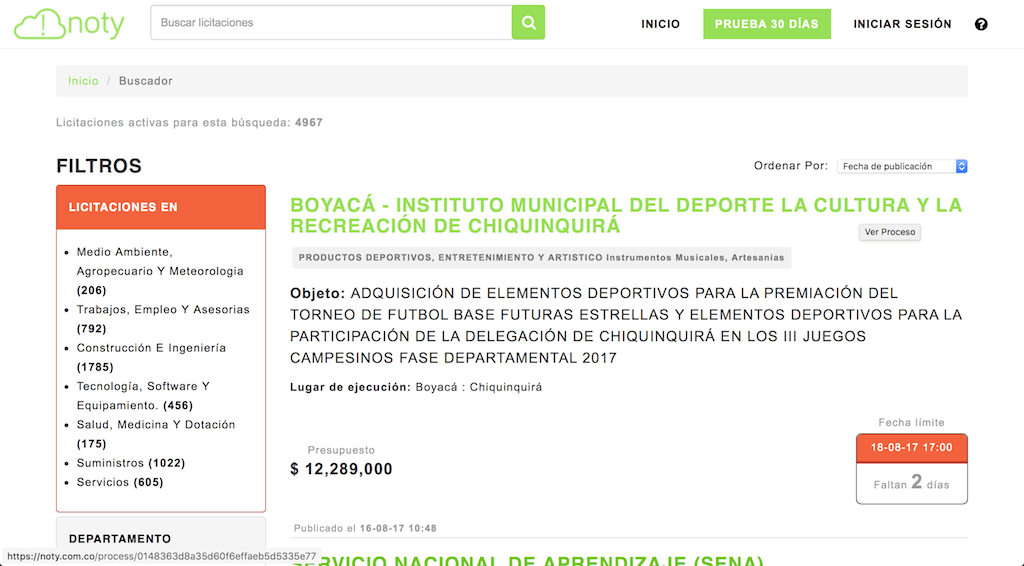 noty
Buscar licitaciones
INICIO
PRUEBA 30 DÍAS
INICIAR SESIÓN
?
Inicio / Buscador
Licitaciones activas para esta búsqueda: 4967
FILTROS
Ordenar Por: Fecha de publicación
LICITACIONES EN
Medio Ambiente,
Agropecuario Y Meteorologia
(206)
Trabajos, Empleo Y Asesorias
(792)
Construcción E Ingeniería
(1785)
Tecnología, Software Y
Equipamiento. (456)
Salud, Medicina Y Dotación
(175)
Suministros (1022)
Servicios (605)
DEPARTAMENTO
BOYACÁ - INSTITUTO MUNICIPAL DEL DEPORTE LA CULTURA Y LA
RECREACIÓN DE CHIQUINQUIRÁ
Ver Proceso
PRODUCTOS DEPORTIVOS, ENTRETENIMIENTO Y ARTISTICO Instrumentos Musicales, Artesanias
Objeto: ADQUISICIÓN DE ELEMENTOS DEPORTIVOS PARA LA PREMIACIÓN DEL
TORNEO DE FUTBOL BASE FUTURAS ESTRELLAS Y ELEMENTOS DEPORTIVOS PARA LA
PARTICIPACIÓN DE LA DELEGACIÓN DE CHIQUINQUIRÁ EN LOS III JUEGOS
CAMPESINOS FASE DEPARTAMENTAL 2017
Lugar de ejecución: Boyacá : Chiquinquirá
Presupuesto
$ 12,289,000
Fecha límite
18-08-17 17:00
Faltan 2 días
Publicado el 16-08-17 10:48
SERVICIO NACIONAL DE APRENDIZAJE (SENA)
https://noty.com.co/process/0148363d8a35d60f6effaeb5d5335e77